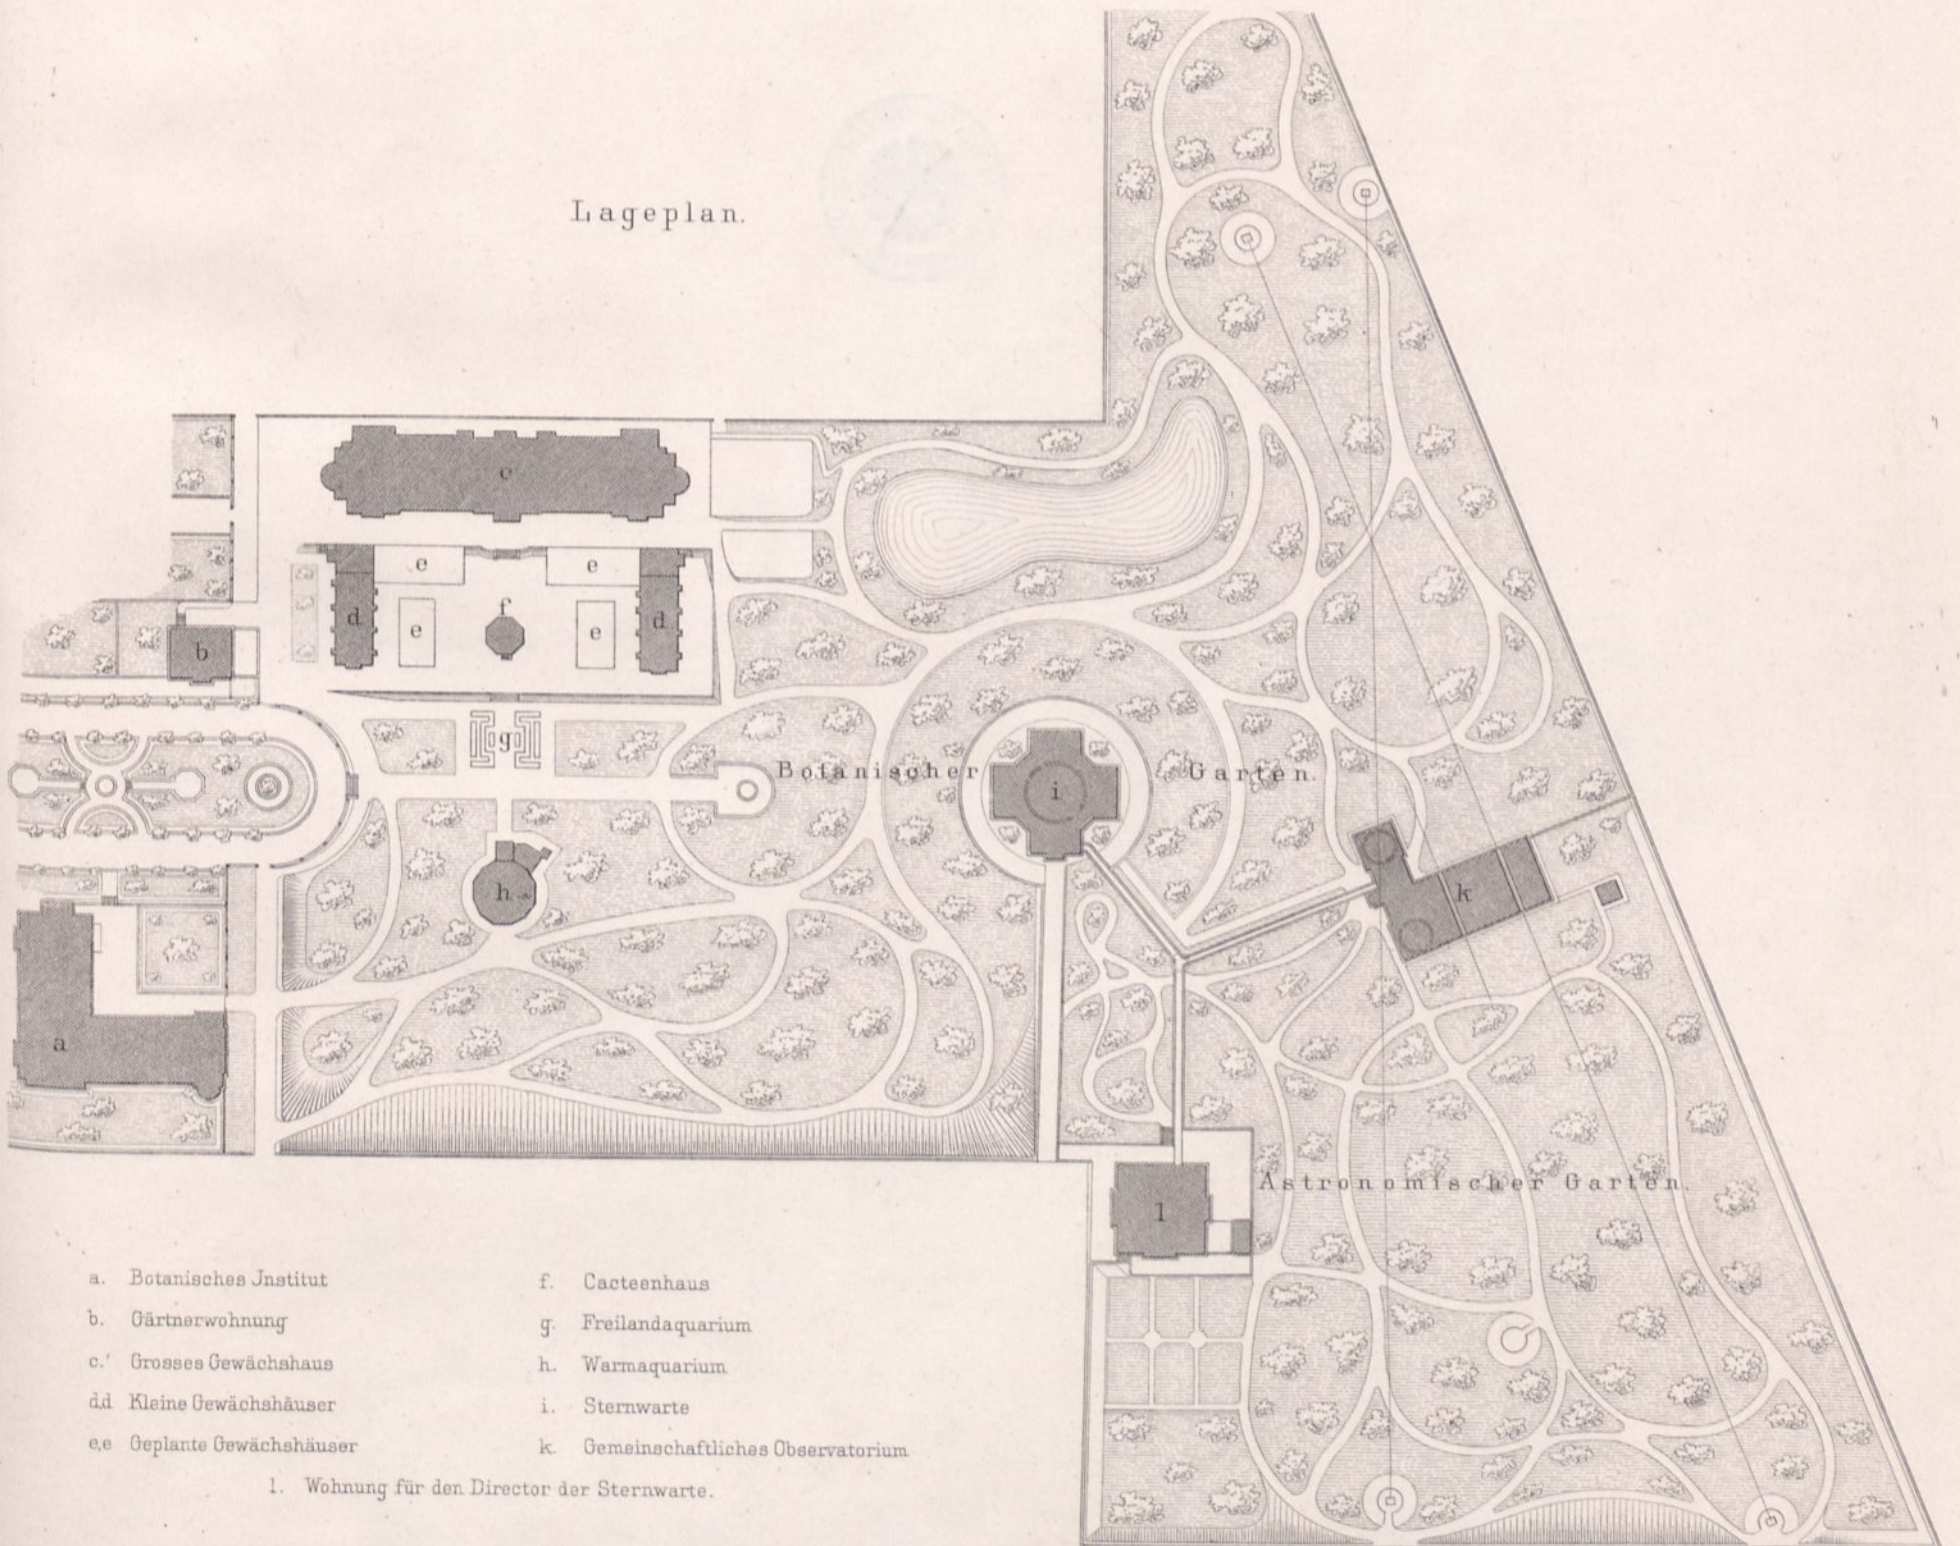 Lageplan.
c
e
e
d
e
f
e
d
b
g
Botanischer Garten.
i
h
k
a
Astronomischer Garten.
l
a. Botanisches Jnstitut
b. Gärtnerwohnung
c. Grosses Gewächshaus
d,d Kleine Gewächshäuser
e,e Geplante Gewächshäuser
f. Cacteenhaus
g. Freilandaquarium
h. Warmaquarium
i. Sternwarte
k. Gemeinschaftliches Observatorium
l. Wohnung für den Director der Sternwarte.